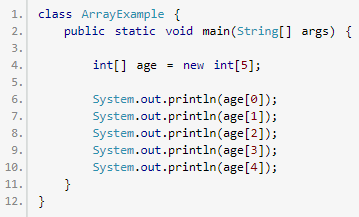 1. class ArrayExample {
2.     public static void main(String[] args) {
3.
4.         int[] age = new int[5];
5.
6.         System.out.println(age[0]);
7.         System.out.println(age[1]);
8.         System.out.println(age[2]);
9.         System.out.println(age[3]);
10.         System.out.println(age[4]);
11.     }
12. }